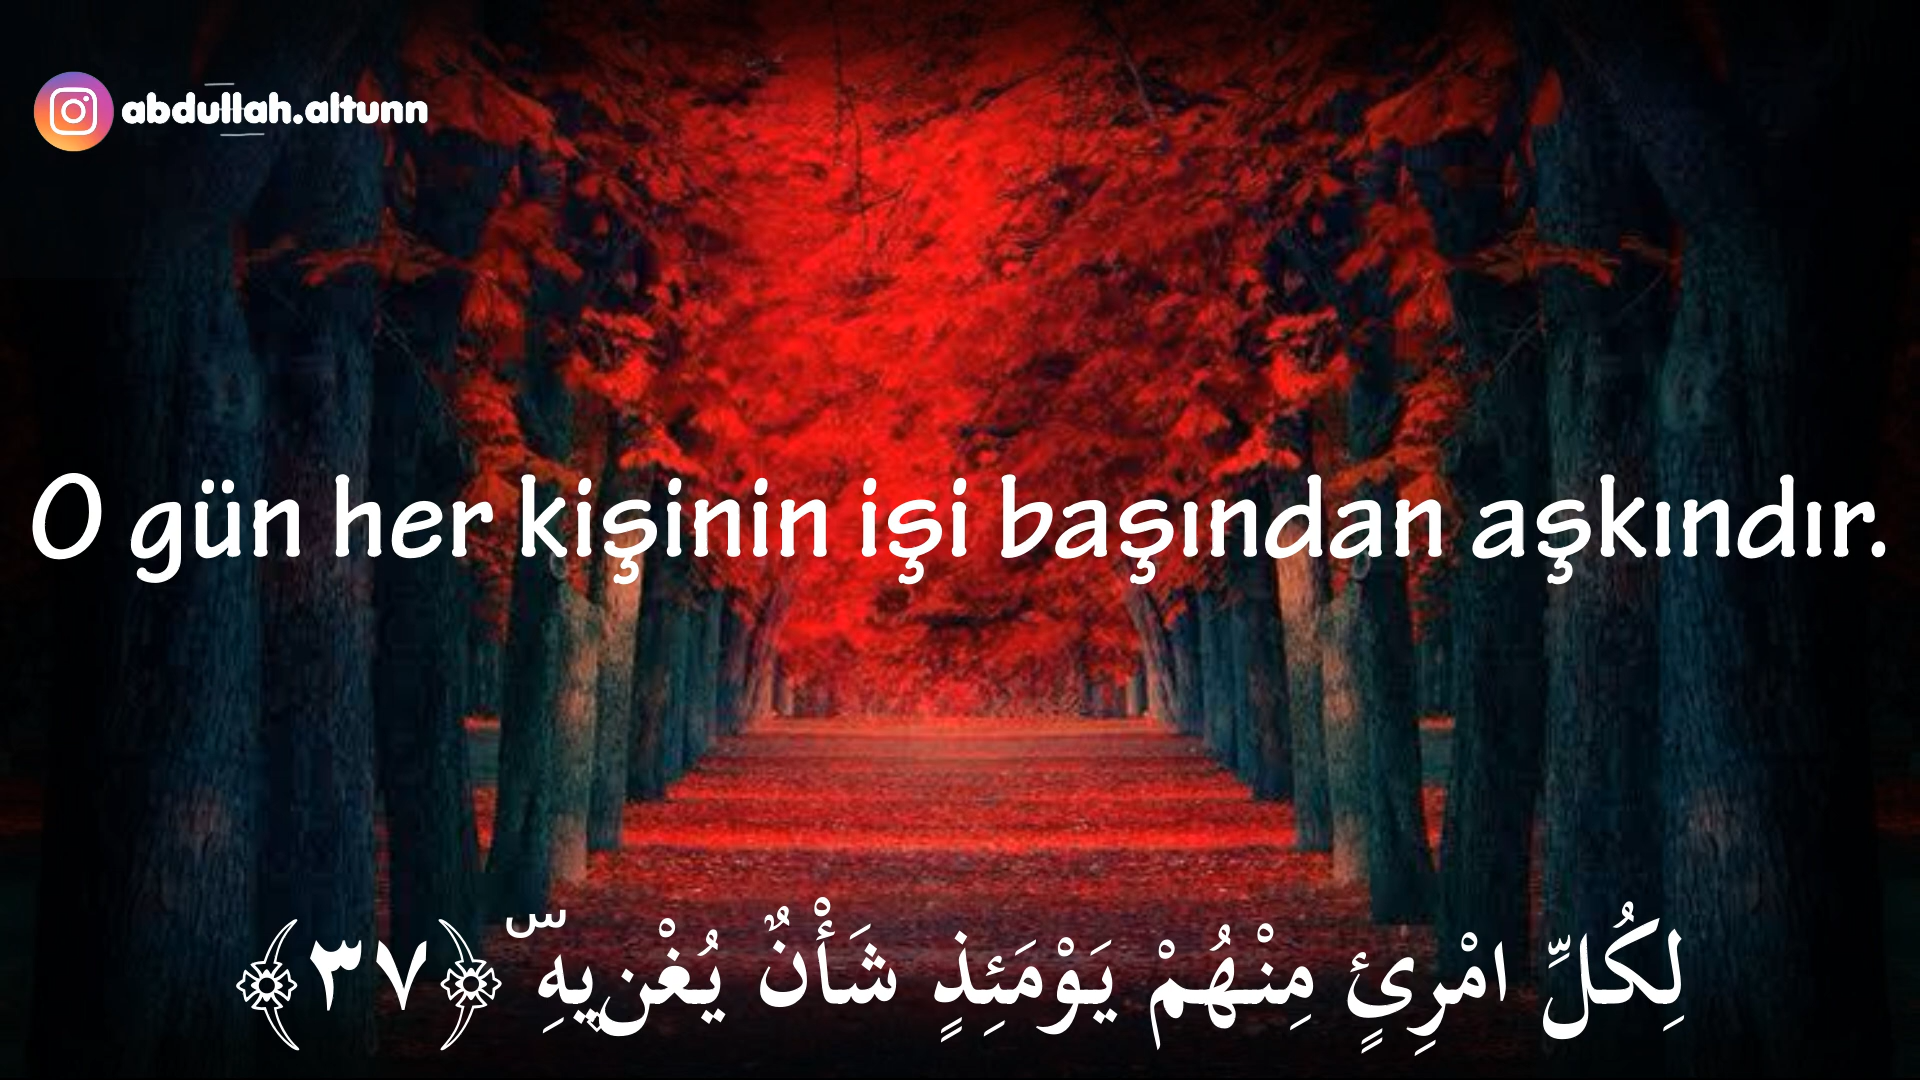 abdullah.altunn
O gün her kişinin işi başından aşkındır.
لِكُلِّ امْرِئٍ مِنْهُمْ يَوْمَئِذٍ شَأْنٌ يُغْن۪يهِۜ ﴿٣٧﴾